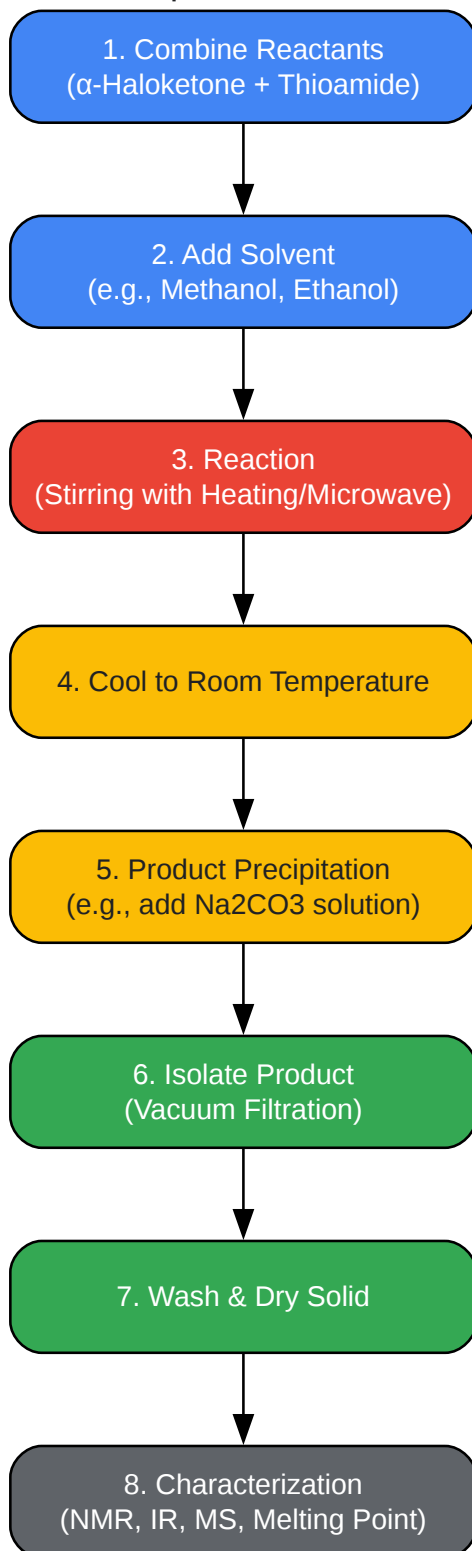 1. Combine Reactants
(α-Haloketone + Thioamide)
2. Add Solvent
(e.g., Methanol, Ethanol)
3. Reaction
(Stirring with Heating/Microwave)
4. Cool to Room Temperature
5. Product Precipitation
(e.g., add Na2CO3 solution)
6. Isolate Product
(Vacuum Filtration)
7. Wash & Dry Solid
8. Characterization
(NMR, IR, MS, Melting Point)